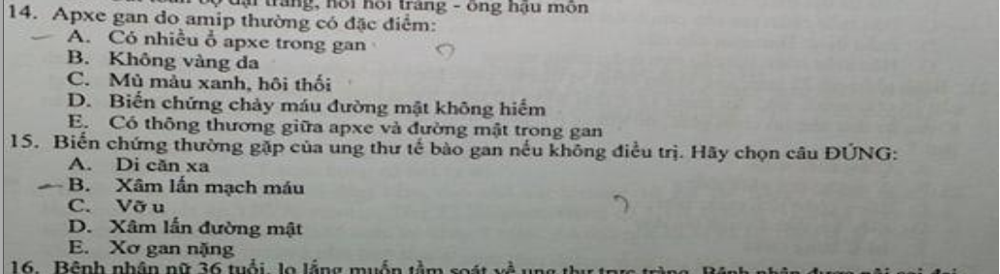 đại tràng, nối hồi tràng - ống hậu môn
14. Apxe gan do amip thường có đặc điểm:
A. Có nhiều ổ apxe trong gan
B. Không vàng da
C. Mủ màu xanh, hôi thối
D. Biến chứng chảy máu đường mật không hiếm
E. Có thông thương giữa apxe và đường mật trong gan
15. Biến chứng thường gặp của ung thư tế bào gan nếu không điều trị. Hãy chọn câu ĐÚNG:
A. Di căn xa
B. Xâm lấn mạch máu
C. Vỡ u
D. Xâm lấn đường mật
E. Xơ gan nặng
16. Bệnh nhân nữ 36 tuổi, lo lắng muốn tầm soát về ung thư trực tràng. Bệnh nhân được nội soi đại